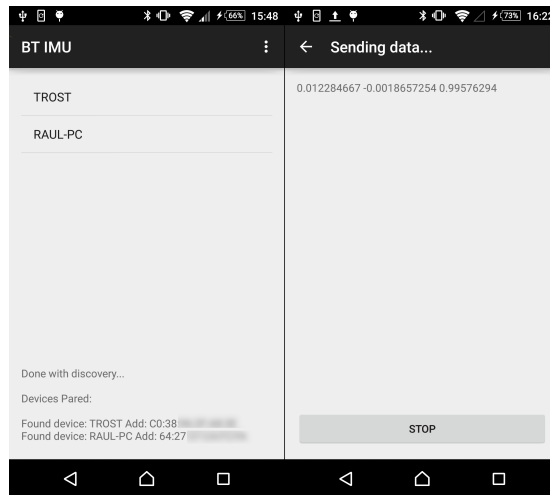 66% 15:48
BT IMU
TROST
RAUL-PC
Done with discovery...
Devices Pared:
Found device: TROST Add: C0:38
Found device: RAUL-PC Add: 64:27
73% 16:22
Sending data...
0.012284667 -0.0018657254 0.99576294
STOP